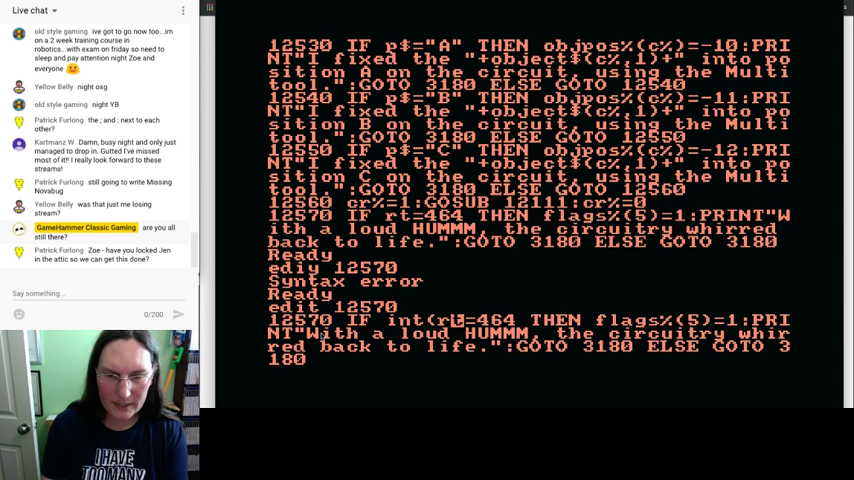 Live chat
old style gaming ive got to go now too...im
on a 2 week training course in
robotics...with exam on friday so need to
sleep and pay attention night Zoe and
everyone
Yellow Belly night osg
old style gaming night YB
Patrick Furlong the ; and : next to each
other?
Kartmanz W Damn, busy night and only just
managed to drop in. Gutted I've missed
most of it!! I really look forward to these
streams!
Patrick Furlong still going to write Missing
Novabug
Yellow Belly was that just me losing
stream?
GameHammer Classic Gaming are you all
still there?
Patrick Furlong Zoe - have you locked Jen
in the attic so we can get this done?
Say something...
0/200
I HAVE
TOO MANY
12530 IF p$="A" THEN objpos%(c%)=-10:PRI
NT"I fixed the "+object$(c%,1)+" into po
sition A on the circuit, using the Multi
tool.":GOTO 3180 ELSE GOTO 12540
12540 IF p$="B" THEN objpos%(c%)=-11:PRI
NT"I fixed the "+object$(c%,1)+" into po
sition B on the circuit, using the Multi
tool.":GOTO 3180 ELSE GOTO 12550
12550 IF p$="C" THEN objpos%(c%)=-12:PRI
NT"I fixed the "+object$(c%,1)+" into po
sition C on the circuit, using the Multi
tool.":GOTO 3180 ELSE GOTO 12560
12560 cr%=1:GOSUB 12111:cr%=0
12570 IF rt=464 THEN flags%(5)=1:PRINT"W
ith a loud HUMMM, the circuitry whirred
back to life.":GOTO 3180 ELSE GOTO 3180
Ready
ediy 12570
Syntax error
Ready
edit 12570
12570 IF int(r =464 THEN flags%(5)=1:PRI
NT"With a loud HUMMM, the circuitry whir
red back to life.":GOTO 3180 ELSE GOTO 3
180